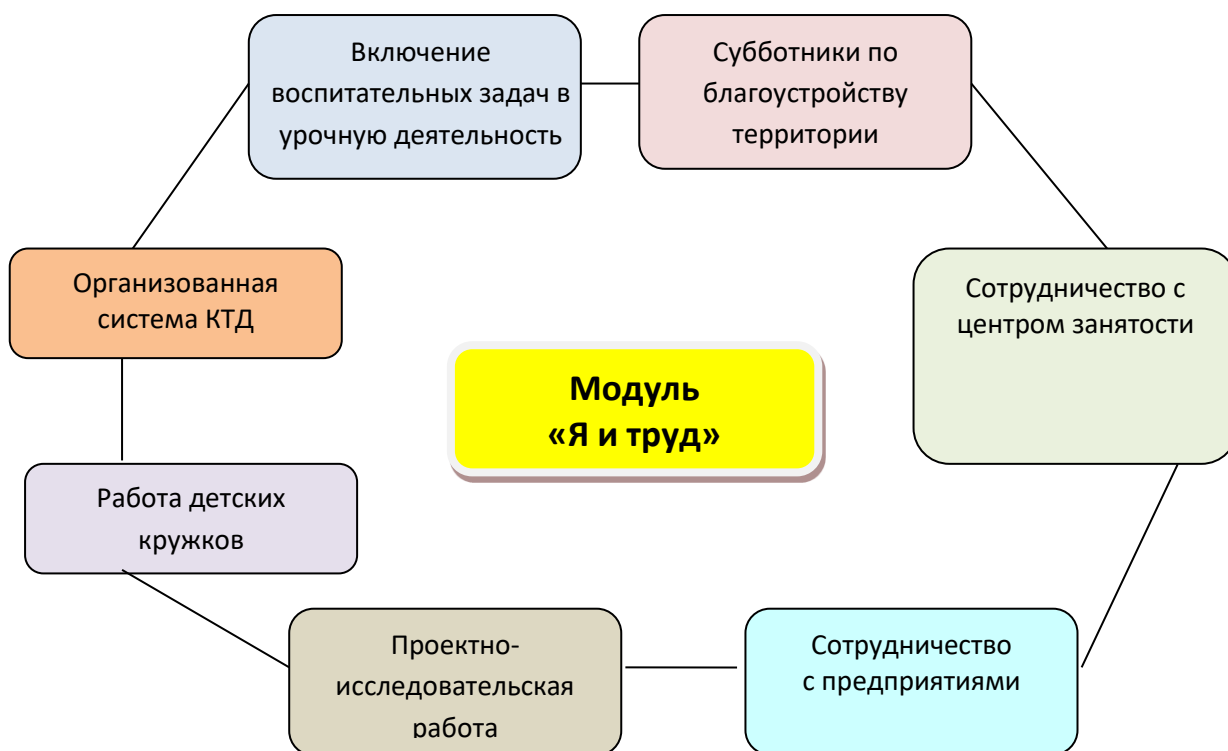 Включение
воспитательных задач в
урочную деятельность
Субботники по
благоустройству
территории
Организованная
система КТД
Сотрудничество с
центром занятости
Модуль
«Я и труд»
Работа детских
кружков
Проектно-
исследовательская
работа
Сотрудничество
с предприятиями